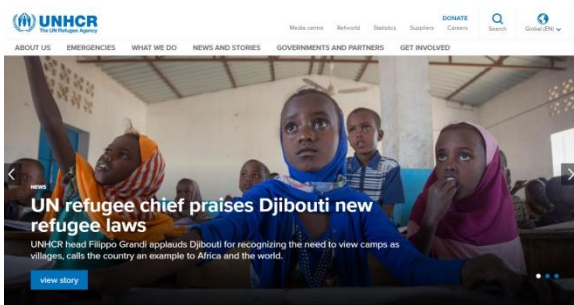 UNHCR
The UN Refugee Agency
Media centre Refworld Statistics Suppliers DONATE Careers Search Global (EN)
ABOUT US EMERGENCIES WHAT WE DO NEWS AND STORIES GOVERNMENTS AND PARTNERS GET INVOLVED
NEWS
UN refugee chief praises Djibouti new
refugee laws
UNHCR head Filippo Grandi applauds Djibouti for recognizing the need to view camps as
villages, calls the country an example to Africa and the world.
view story